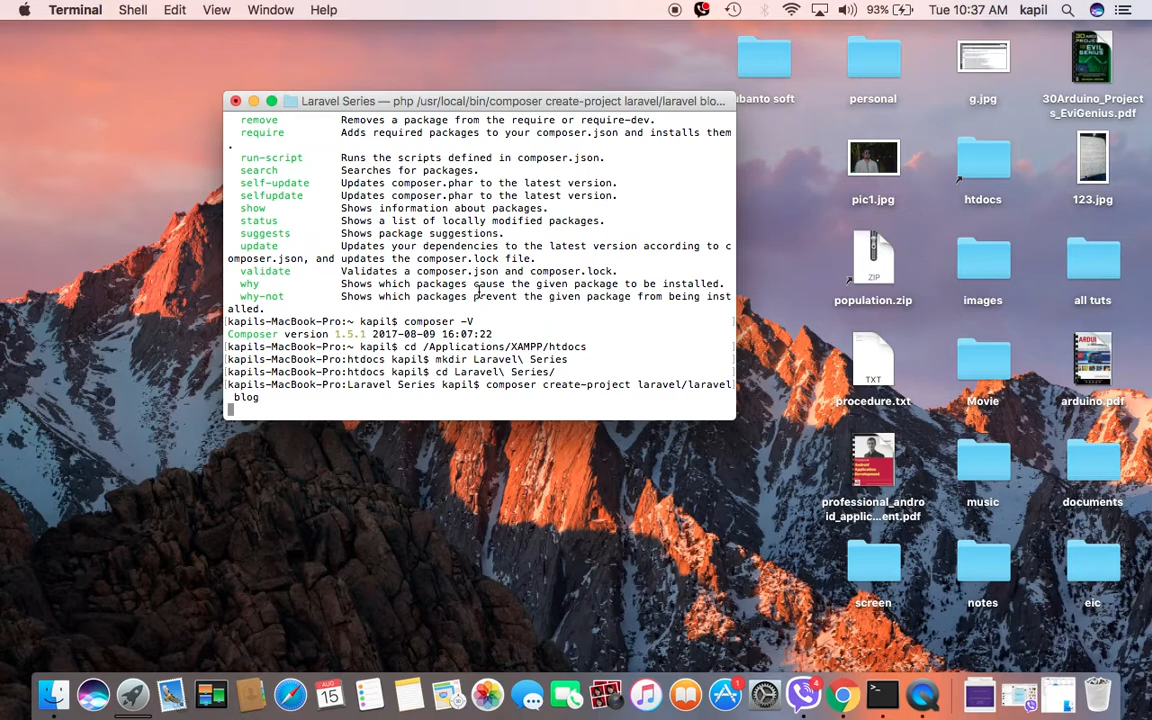 Terminal Shell Edit View Window Help 93% Tue 10:37 AM kapil
Laravel Series — php /usr/local/bin/composer create-project laravel/laravel blo...
remove Removes a package from the require or require-dev.
require Adds required packages to your composer.json and installs them
.
run-script Runs the scripts defined in composer.json.
search Searches for packages.
self-update Updates composer.phar to the latest version.
selfupdate Updates composer.phar to the latest version.
show Shows information about packages.
status Shows a list of locally modified packages.
suggests Shows package suggestions.
update Updates your dependencies to the latest version according to c
omposer.json, and updates the composer.lock file.
validate Validates a composer.json and composer.lock.
why Shows which packages cause the given package to be installed.
why-not Shows which packages prevent the given package from being inst
alled.
[kapils-MacBook-Pro:~ kapil$ composer -V
Composer version 1.5.1 2017-08-09 16:07:22
[kapils-MacBook-Pro:~ kapil$ cd /Applications/XAMPP/htdocs
[kapils-MacBook-Pro:htdocs kapil$ mkdir Laravel\ Series
[kapils-MacBook-Pro:htdocs kapil$ cd Laravel\ Series/
[kapils-MacBook-Pro:Laravel Series kapil$ composer create-project laravel/laravel]
blog
ubanto soft
personal
g.jpg
30Arduino_Project
s_EviGenius.pdf
pic1.jpg
htdocs
123.jpg
ZIP
population.zip
images
all tuts
TXT
procedure.txt
Movie
ARDUI
arduino.pdf
professional_andro
id_applic...ent.pdf
music
documents
screen
notes
eic
AUG
15
1
4